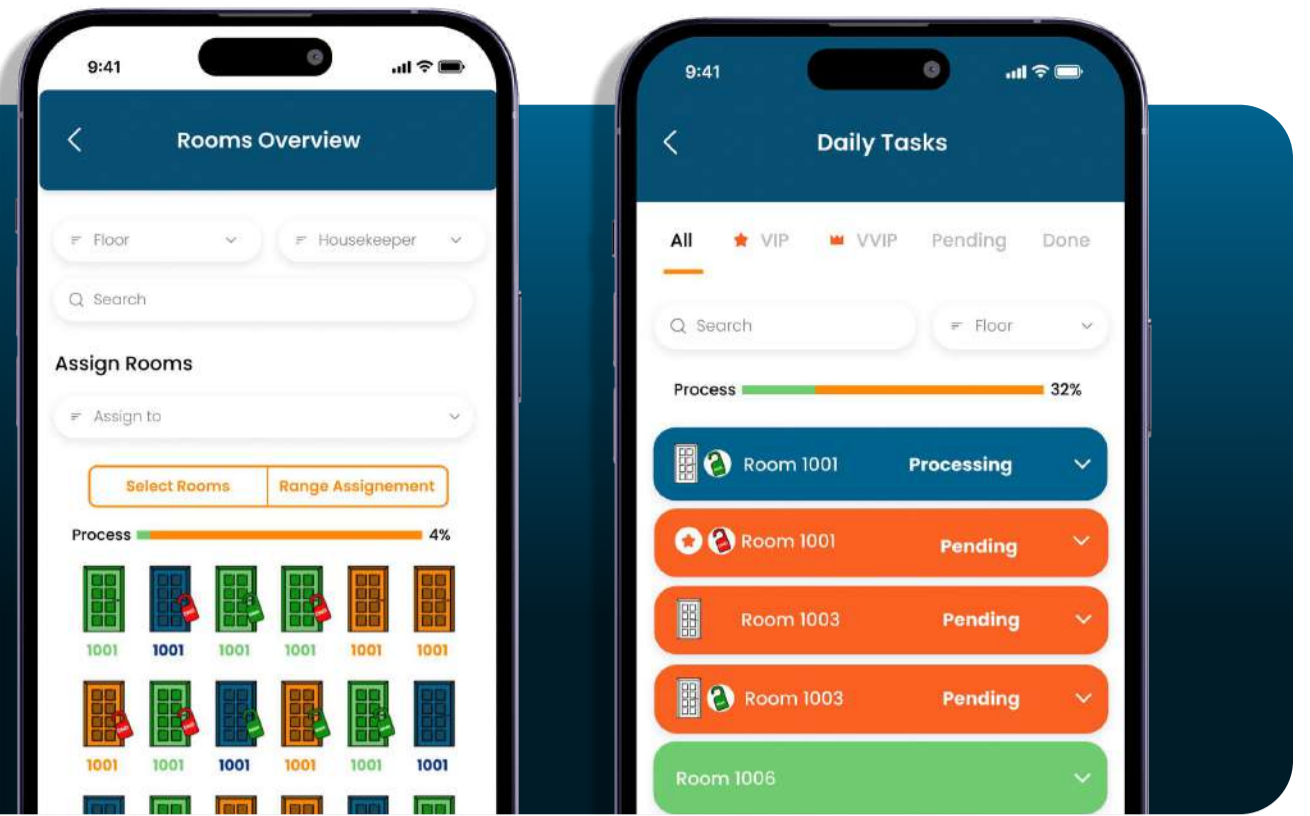 9:41
Rooms Overview
Floor
Housekeeper
Search
Assign Rooms
Assign to
Select Rooms
Range Assignement
Process
4%
1001 1001 1001 1001 1001 1001
1001 1001 1001 1001 1001 1001
9:41
Daily Tasks
All VIP VVIP Pending Done
Search
Floor
Process
32%
Room 1001 Processing
Room 1001 Pending
Room 1003 Pending
Room 1003 Pending
Room 1006